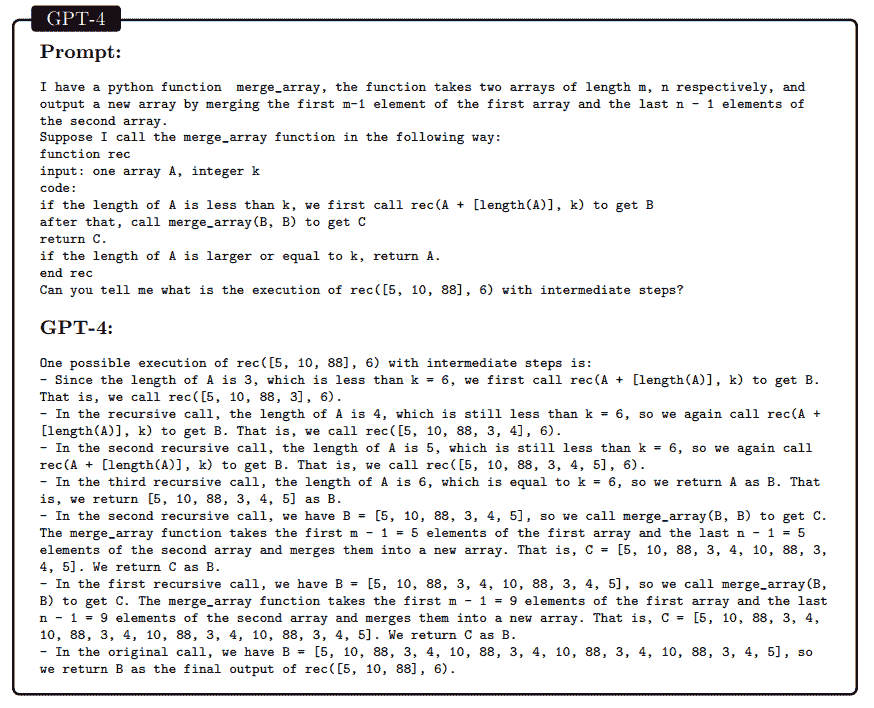 GPT-4
Prompt:
I have a python function  merge_array, the function takes two arrays of length m, n respectively, and
output a new array by merging the first m-1 element of the first array and the last n - 1 elements of
the second array.
Suppose I call the merge_array function in the following way:
function rec
input: one array A, integer k
code:
if the length of A is less than k, we first call rec(A + [length(A)], k) to get B
after that, call merge_array(B, B) to get C
return C.
if the length of A is larger or equal to k, return A.
end rec
Can you tell me what is the execution of rec([5, 10, 88], 6) with intermediate steps?
GPT-4:
One possible execution of rec([5, 10, 88], 6) with intermediate steps is:
- Since the length of A is 3, which is less than k = 6, we first call rec(A + [length(A)], k) to get B.
That is, we call rec([5, 10, 88, 3], 6).
- In the recursive call, the length of A is 4, which is still less than k = 6, so we again call rec(A +
[length(A)], k) to get B. That is, we call rec([5, 10, 88, 3, 4], 6).
- In the second recursive call, the length of A is 5, which is still less than k = 6, so we again call
rec(A + [length(A)], k) to get B. That is, we call rec([5, 10, 88, 3, 4, 5], 6).
- In the third recursive call, the length of A is 6, which is equal to k = 6, so we return A as B. That
is, we return [5, 10, 88, 3, 4, 5] as B.
- In the second recursive call, we have B = [5, 10, 88, 3, 4, 5], so we call merge_array(B, B) to get C.
The merge_array function takes the first m - 1 = 5 elements of the first array and the last n - 1 = 5
elements of the second array and merges them into a new array. That is, C = [5, 10, 88, 3, 4, 10, 88, 3,
4, 5]. We return C as B.
- In the first recursive call, we have B = [5, 10, 88, 3, 4, 10, 88, 3, 4, 5], so we call merge_array(B,
B) to get C. The merge_array function takes the first m - 1 = 9 elements of the first array and the last
n - 1 = 9 elements of the second array and merges them into a new array. That is, C = [5, 10, 88, 3, 4,
10, 88, 3, 4, 10, 88, 3, 4, 10, 88, 3, 4, 5]. We return C as B.
- In the original call, we have B = [5, 10, 88, 3, 4, 10, 88, 3, 4, 10, 88, 3, 4, 10, 88, 3, 4, 5], so
we return B as the final output of rec([5, 10, 88], 6).